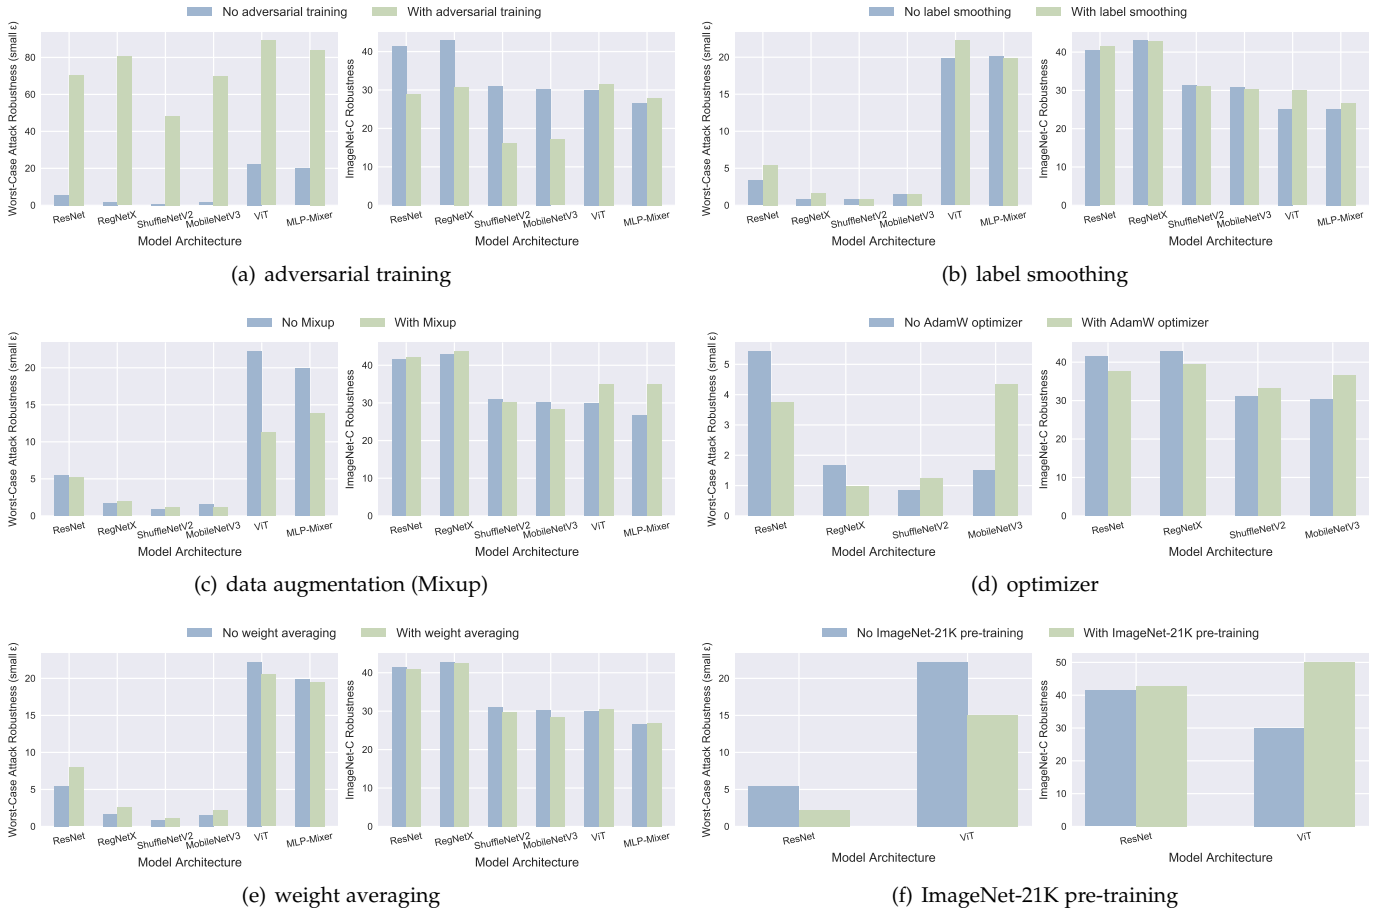 No adversarial training With adversarial training
Worst-Case Attack Robustness (small ε)
80
60
40
20
0
ResNet RegNetX ShuffleNetV2 MobileNetV3 ViT MLP-Mixer
Model Architecture
ImageNet-C Robustness
40
30
20
10
0
ResNet RegNetX ShuffleNetV2 MobileNetV3 ViT MLP-Mixer
Model Architecture
(a) adversarial training
No label smoothing With label smoothing
Worst-Case Attack Robustness (small ε)
20
15
10
5
0
ResNet RegNetX ShuffleNetV2 MobileNetV3 ViT MLP-Mixer
Model Architecture
ImageNet-C Robustness
40
30
20
10
0
ResNet RegNetX ShuffleNetV2 MobileNetV3 ViT MLP-Mixer
Model Architecture
(b) label smoothing
No Mixup With Mixup
Worst-Case Attack Robustness (small ε)
20
15
10
5
0
ResNet RegNetX ShuffleNetV2 MobileNetV3 ViT MLP-Mixer
Model Architecture
ImageNet-C Robustness
40
30
20
10
0
ResNet RegNetX ShuffleNetV2 MobileNetV3 ViT MLP-Mixer
Model Architecture
(c) data augmentation (Mixup)
No AdamW optimizer With AdamW optimizer
Worst-Case Attack Robustness (small ε)
5
4
3
2
1
0
ResNet RegNetX ShuffleNetV2 MobileNetV3
Model Architecture
ImageNet-C Robustness
40
30
20
10
0
ResNet RegNetX ShuffleNetV2 MobileNetV3
Model Architecture
(d) optimizer
No weight averaging With weight averaging
Worst-Case Attack Robustness (small ε)
20
15
10
5
0
ResNet RegNetX ShuffleNetV2 MobileNetV3 ViT MLP-Mixer
Model Architecture
ImageNet-C Robustness
40
30
20
10
0
ResNet RegNetX ShuffleNetV2 MobileNetV3 ViT MLP-Mixer
Model Architecture
(e) weight averaging
No ImageNet-21K pre-training With ImageNet-21K pre-training
Worst-Case Attack Robustness (small ε)
20
15
10
5
0
ResNet ViT
Model Architecture
ImageNet-C Robustness
50
40
30
20
10
0
ResNet ViT
Model Architecture
(f) ImageNet-21K pre-training